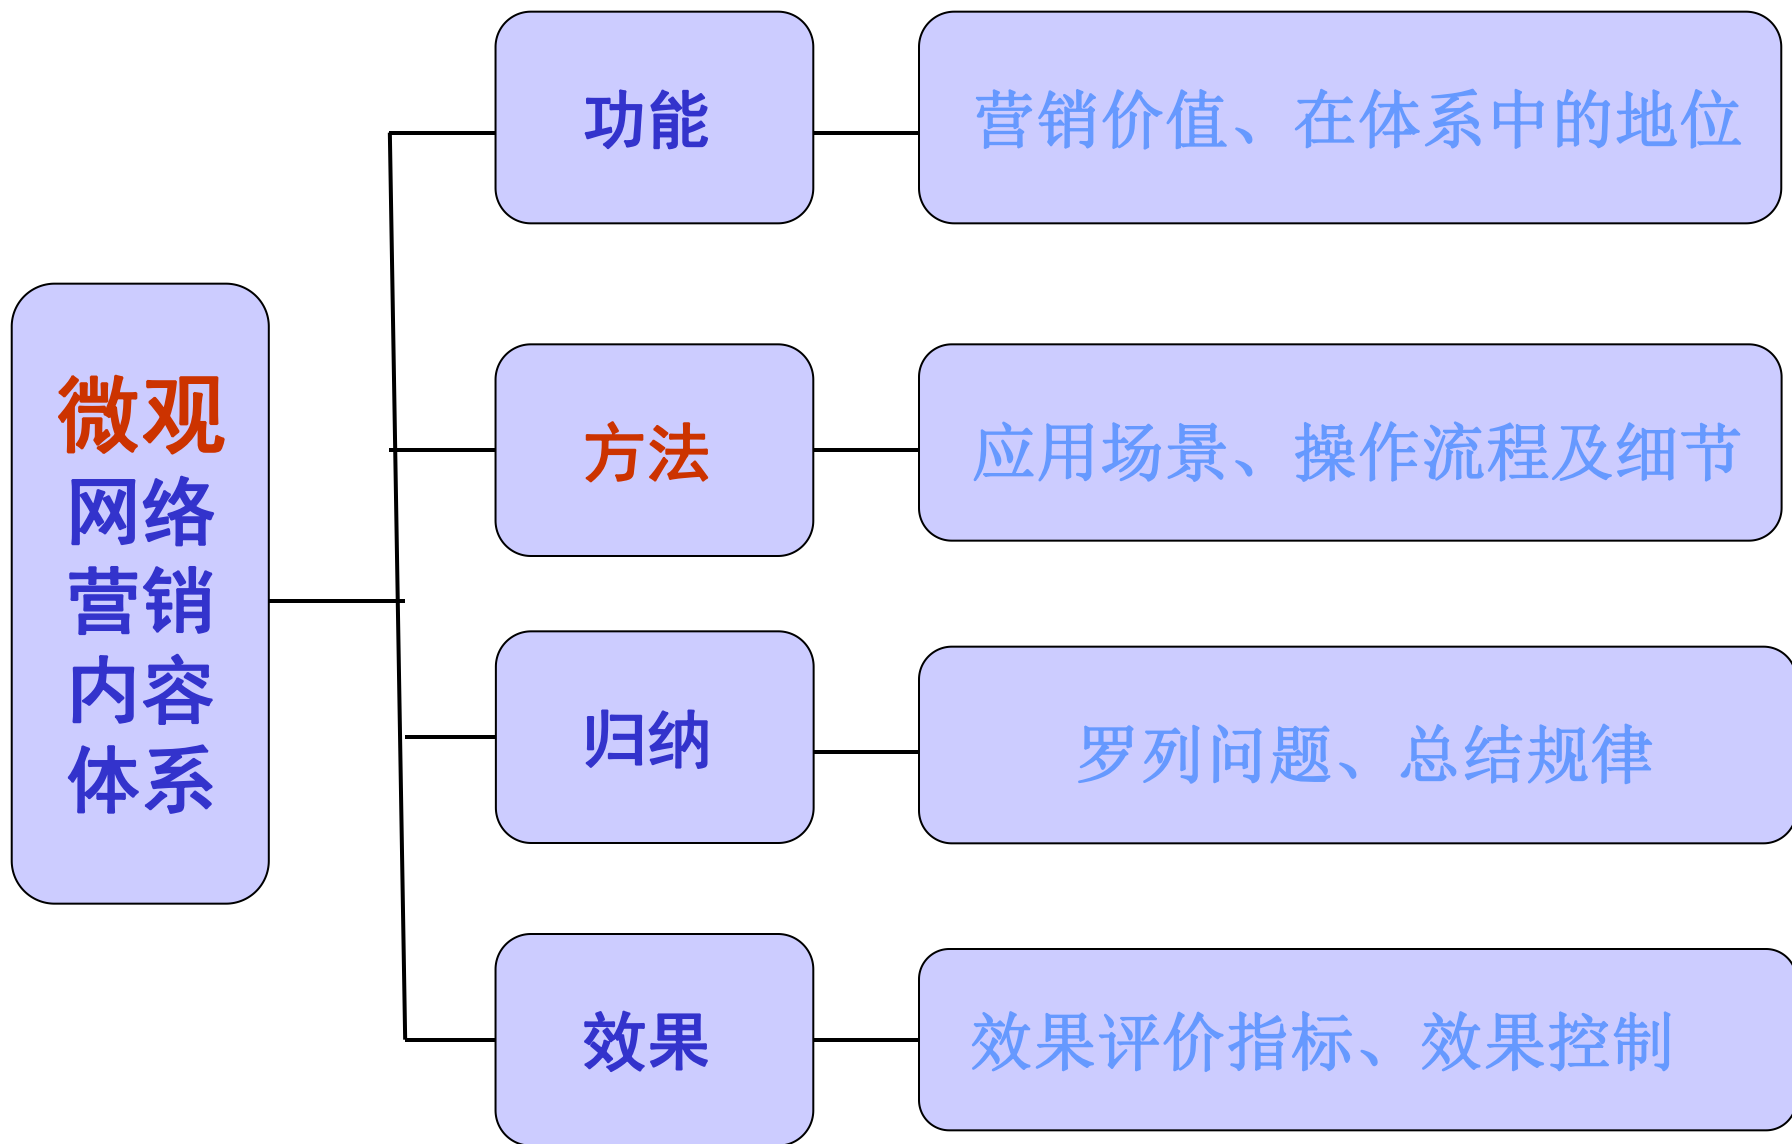 微观
网络
营销
内容
体系
功能
营销价值、在体系中的地位
方法
应用场景、操作流程及细节
归纳
罗列问题、总结规律
效果
效果评价指标、效果控制